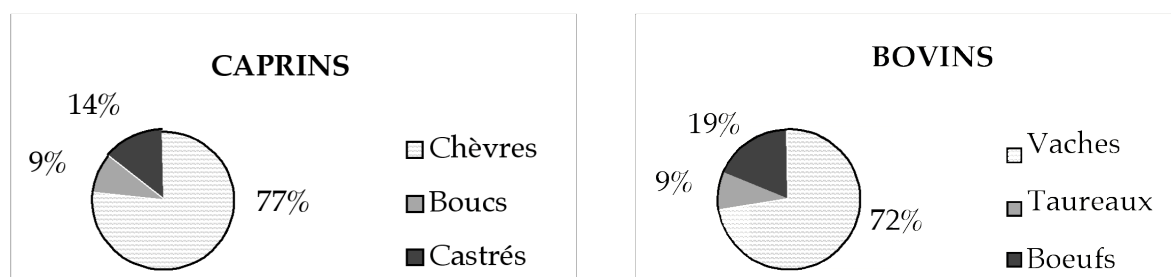 CAPRINS
14%
9%
77%
Chèvres
Boucs
Castrés
BOVINS
19%
9%
72%
Vaches
Taureaux
Boeufs